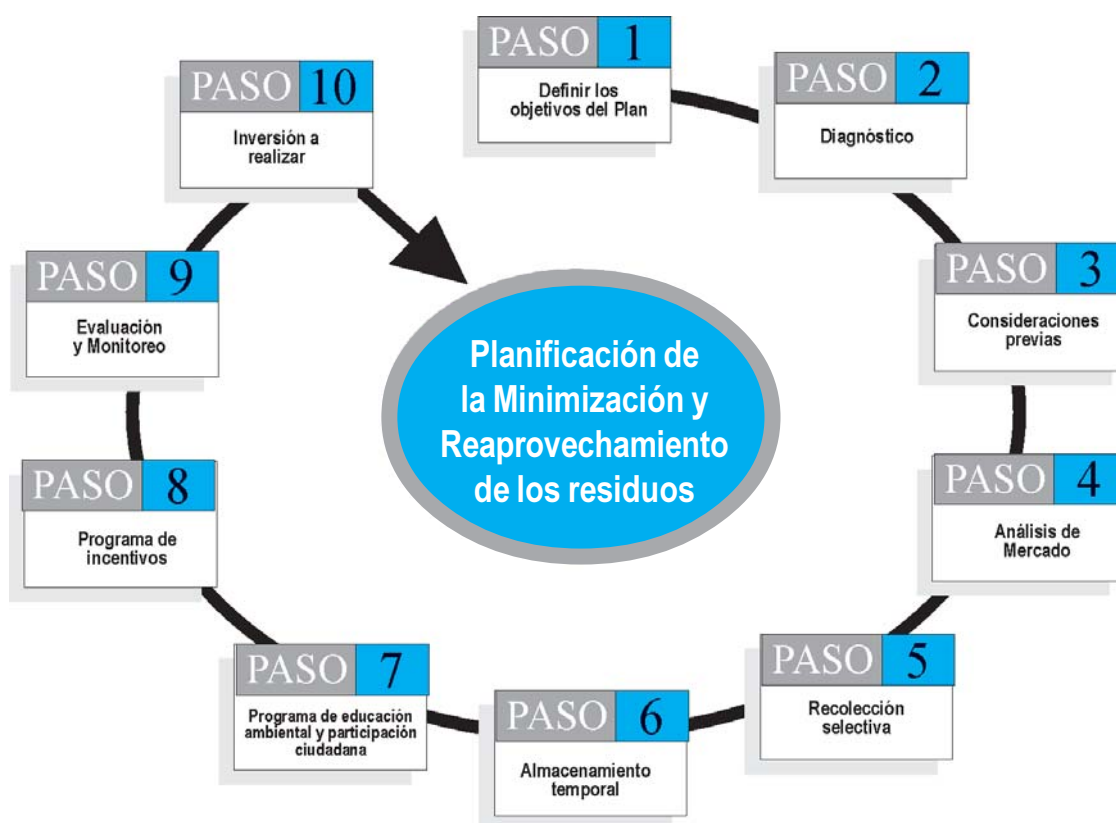 PASO 1
Definir los
objetivos del Plan
PASO 2
Diagnóstico
PASO 3
Consideraciones
previas
PASO 4
Análisis de
Mercado
PASO 5
Recolección
selectiva
PASO 6
Almacenamiento
temporal
PASO 7
Programa de educación
ambiental y participación
ciudadana
PASO 8
Programa de
incentivos
PASO 9
Evaluación
y Monitoreo
PASO 10
Inversión a
realizar
Planificación de
la Minimización y
Reaprovechamiento
de los residuos